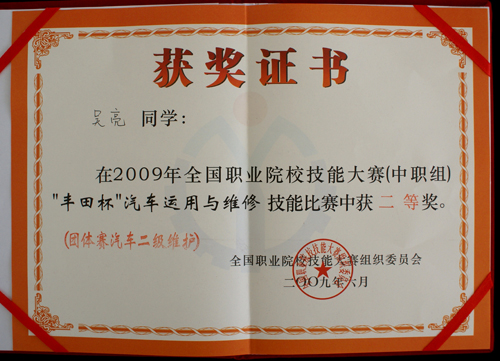 获奖证书
吴亮 同学：
在2009年全国职业院校技能大赛(中职组)
"丰田杯"汽车运用与维修 技能比赛中获 二 等奖。
(团体赛汽车二级维护)
全国职业院校技能大赛组织委员会
二〇〇九年六月